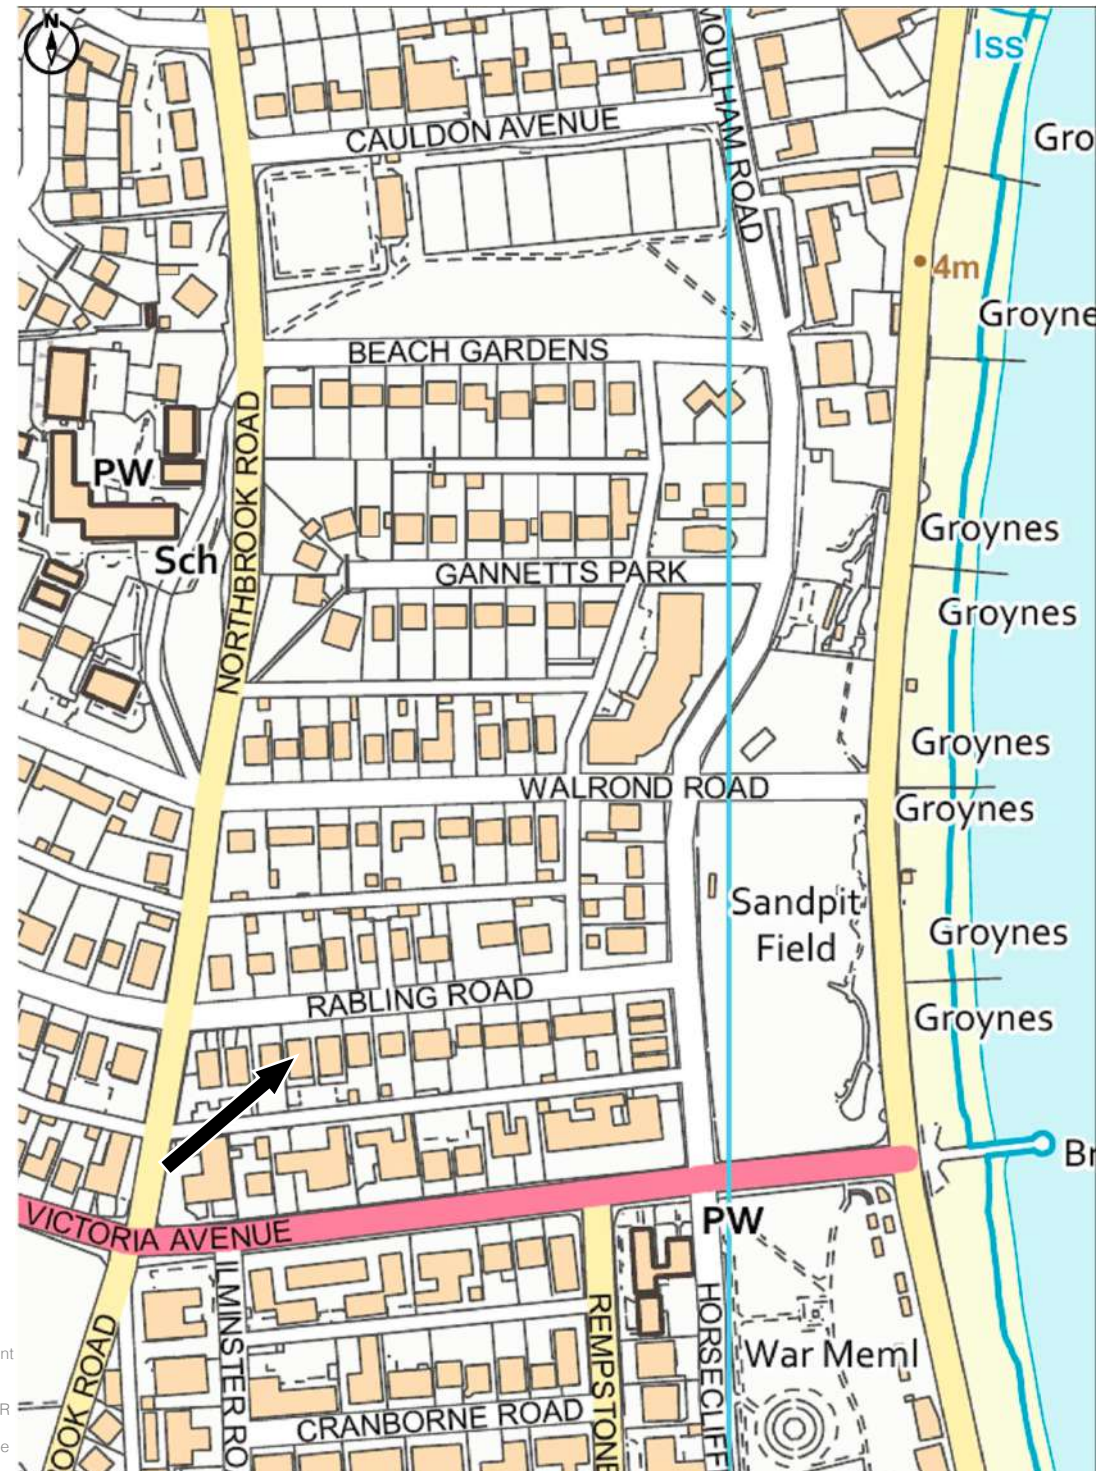 N
Iss
MOULHAM ROAD
CAULDON AVENUE
Gro
4m
Groyne
BEACH GARDENS
NORTHBROOK ROAD
PW
Groynes
Sch
GANNETTS PARK
Groynes
Groynes
WALROND ROAD
Groynes
Sandpit
Field
Groynes
RABLING ROAD
Groynes
Br
VICTORIA AVENUE
PW
ILMINSTER RO
REMPSTONE
HORSECLIFF
OOK ROAD
War Meml
nt
CRANBORNE ROAD
R
e